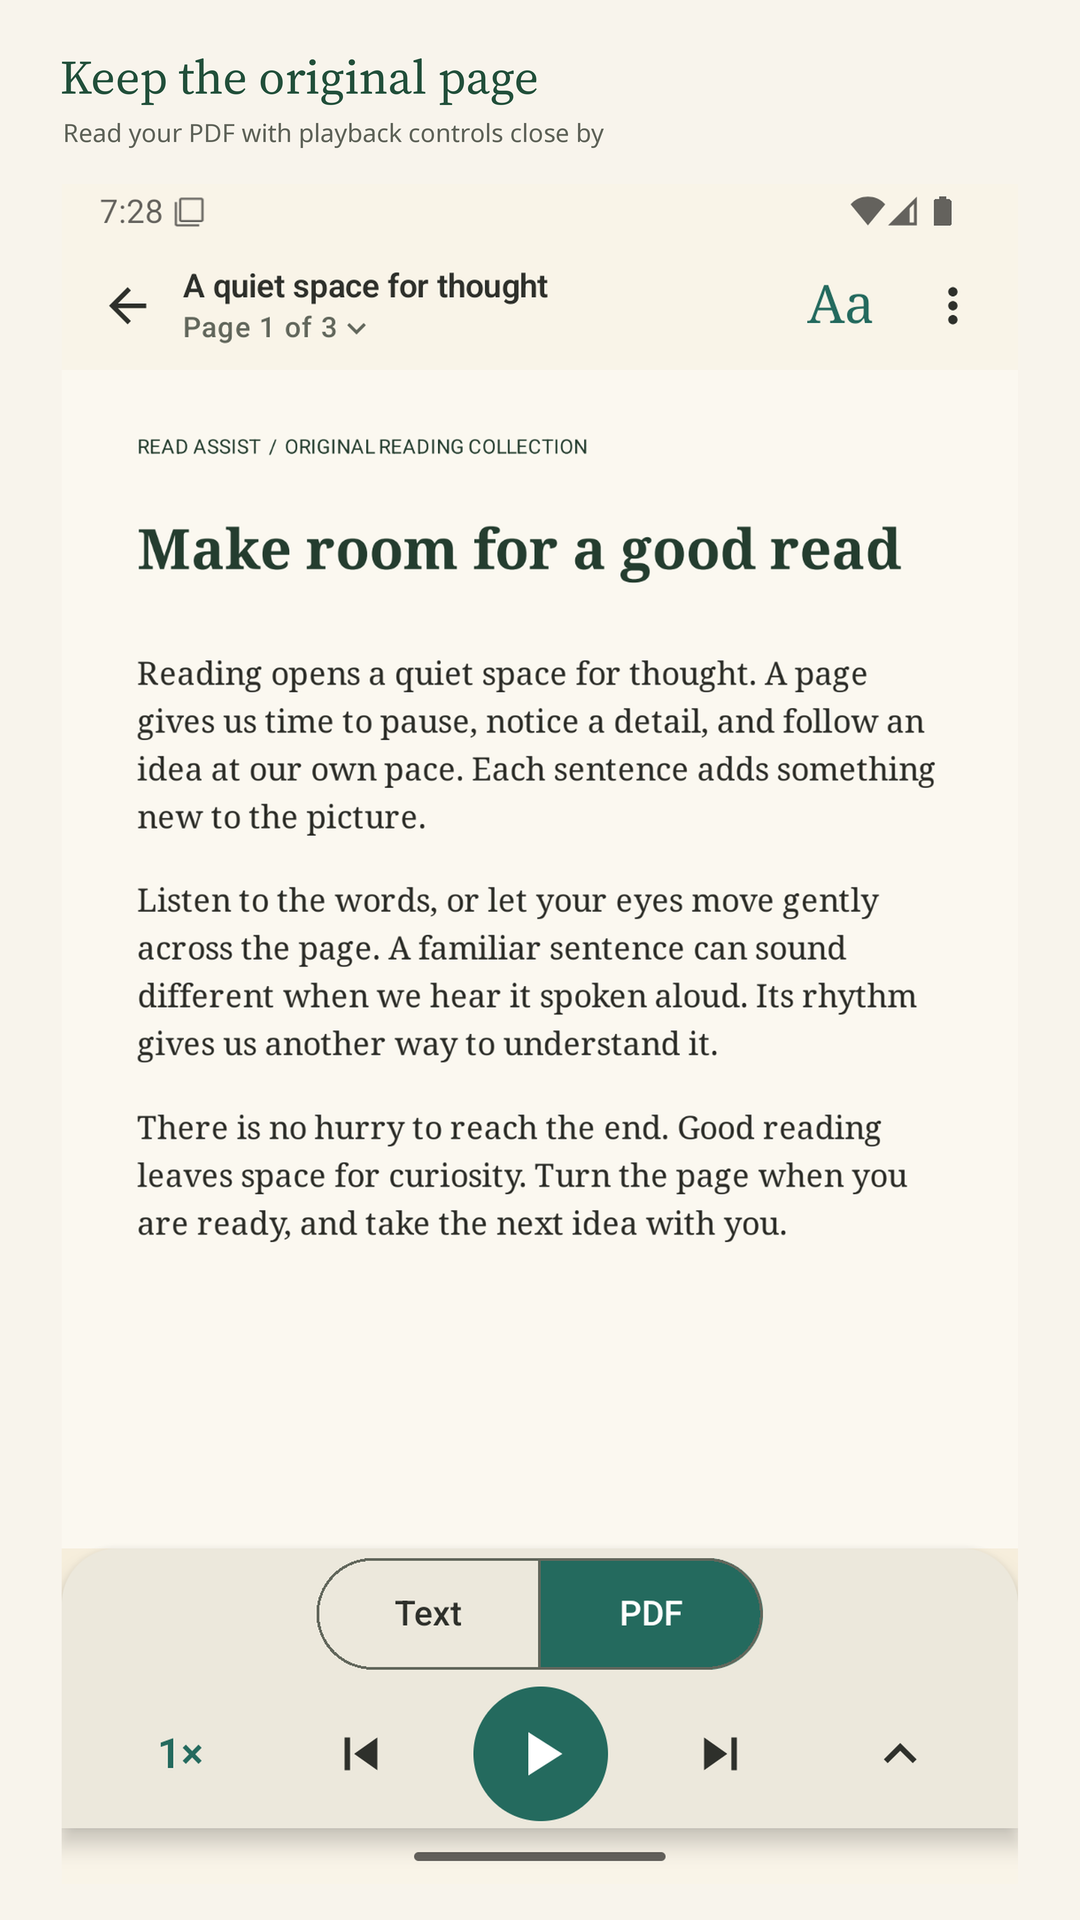 Keep the original page
Read your PDF with playback controls close by
7:28
A quiet space for thought
Page 1 of 3
Aa
READ ASSIST / ORIGINAL READING COLLECTION
Make room for a good read
Reading opens a quiet space for thought. A page
gives us time to pause, notice a detail, and follow an
idea at our own pace. Each sentence adds something
new to the picture.
Listen to the words, or let your eyes move gently
across the page. A familiar sentence can sound
different when we hear it spoken aloud. Its rhythm
gives us another way to understand it.
There is no hurry to reach the end. Good reading
leaves space for curiosity. Turn the page when you
are ready, and take the next idea with you.
Text PDF
1×